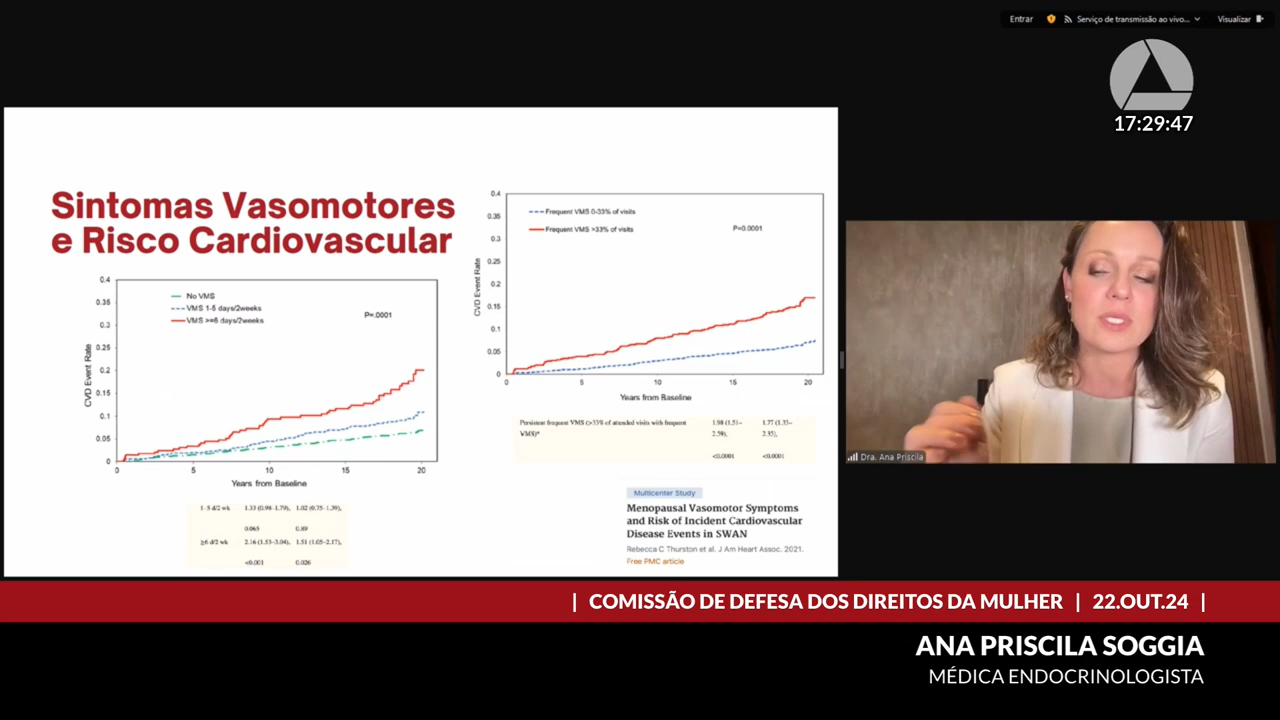 Entrar
Serviço de transmissão ao vivo...
Visualizar
17:29:47
Sintomas Vasomotores
e Risco Cardiovascular
0.4
0.35
0.3
0.25
0.2
0.15
0.1
0.05
0
CVD Event Rate
No VMS
VMS 1-5 days/2weeks
VMS >=6 days/2weeks
P=.0001
0 5 10 15 20
Years from Baseline
1-5 d/2 wk 1.33 (0.98–1.79), 1.02 (0.75–1.39),
0.065 0.89
≥6 d/2 wk 2.16 (1.53–3.04), 1.51 (1.05–2.17),
<0.001 0.026
0.4
0.35
0.3
0.25
0.2
0.15
0.1
0.05
0
CVD Event Rate
Frequent VMS 0-33% of visits
Frequent VMS >33% of visits
P=0.0001
0 5 10 15 20
Years from Baseline
Persistent frequent VMS (>33% of attended visits with frequent 1.98 (1.51– 1.77 (1.33–
VMS)* 2.59), 2.35),
<0.0001 <0.0001
Multicenter Study
Menopausal Vasomotor Symptoms
and Risk of Incident Cardiovascular
Disease Events in SWAN
Rebecca C Thurston et al. J Am Heart Assoc. 2021.
Free PMC article
Dra. Ana Priscila
| COMISSÃO DE DEFESA DOS DIREITOS DA MULHER | 22.OUT.24 |
ANA PRISCILA SOGGIA
MÉDICA ENDOCRINOLOGISTA